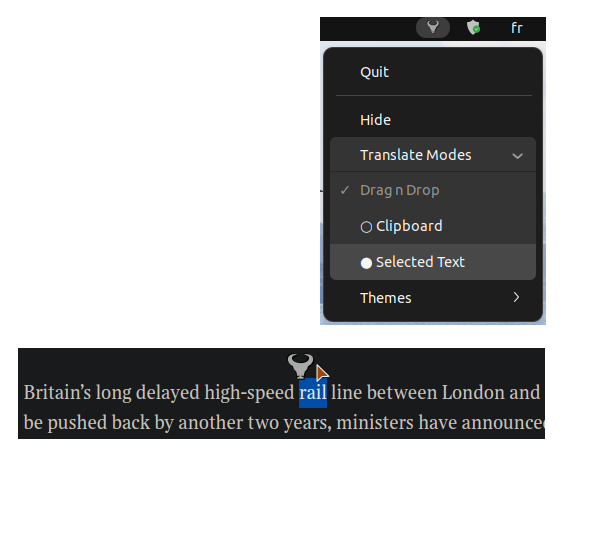 fr
Quit
Hide
Translate Modes
✓ Drag n Drop
○ Clipboard
● Selected Text
Themes
Britain’s long delayed high-speed rail line between London and
be pushed back by another two years, ministers have announced